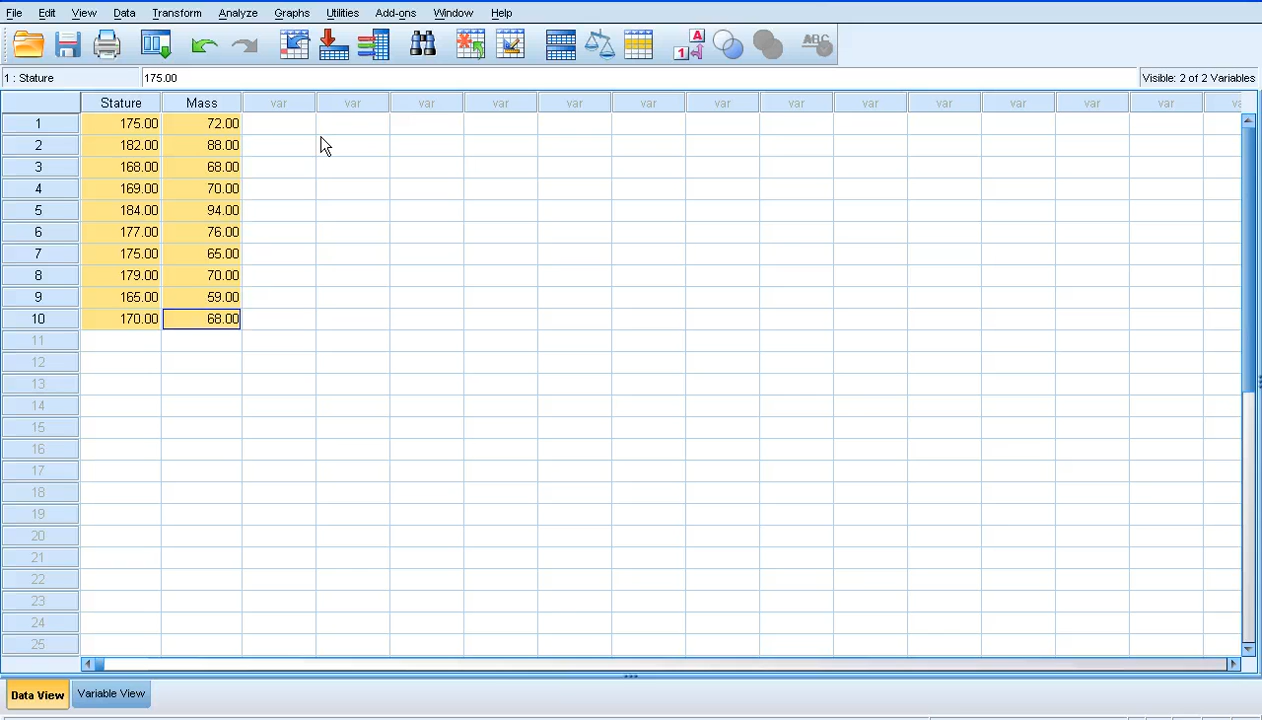 File Edit View Data Transform Analyze Graphs Utilities Add-ons Window Help
A 1 ABC
1 : Stature 175.00 Visible: 2 of 2 Variables
Stature Mass var var var var var var var var var var var var var
1 175.00 72.00
2 182.00 88.00
3 168.00 68.00
4 169.00 70.00
5 184.00 94.00
6 177.00 76.00
7 175.00 65.00
8 179.00 70.00
9 165.00 59.00
10 170.00 68.00
11
12
13
14
15
16
17
18
19
20
21
22
23
24
25
Data View Variable View